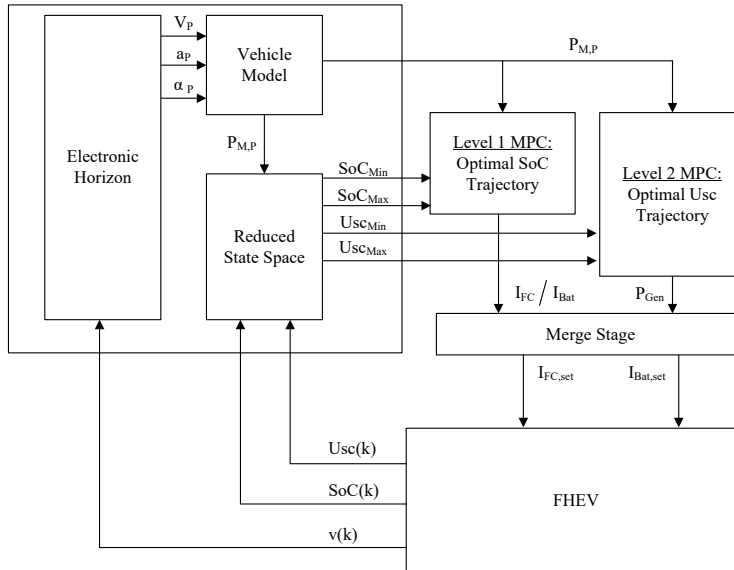 V_P
a_P
α_P
Electronic
Horizon
Vehicle
Model
P_M,P
P_M,P
Reduced
State Space
SoC_Min
SoC_Max
Usc_Min
Usc_Max
Level 1 MPC:
Optimal SoC
Trajectory
Level 2 MPC:
Optimal Usc
Trajectory
I_FC / I_Bat
P_Gen
Merge Stage
I_FC,set
I_Bat,set
Usc(k)
SoC(k)
v(k)
FHEV